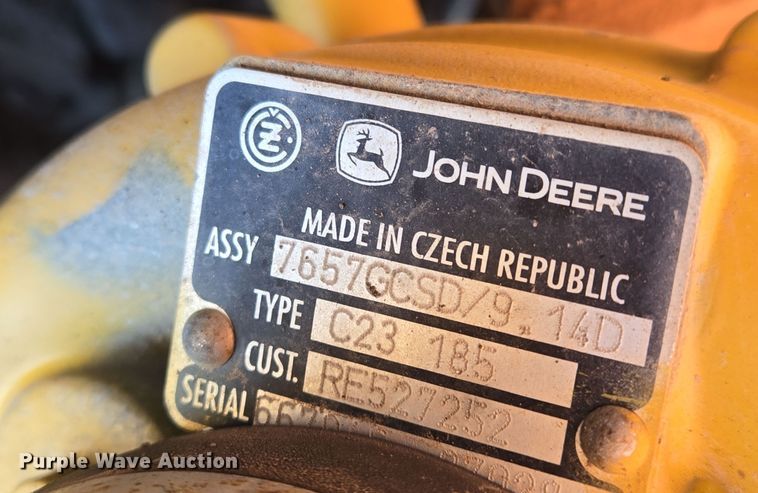 ČZ
JOHN DEERE
MADE IN CZECH REPUBLIC
ASSY 7657GCSD/9.14D
TYPE C23 185
CUST. RE527252
SERIAL
Purple Wave Auction